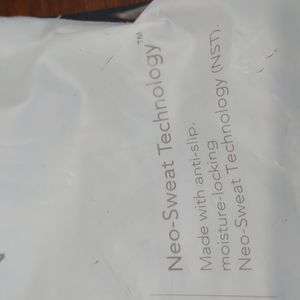 Neo-Sweat Technology™
Made with anti-slip,
moisture-locking
Neo-Sweat Technology (NST).